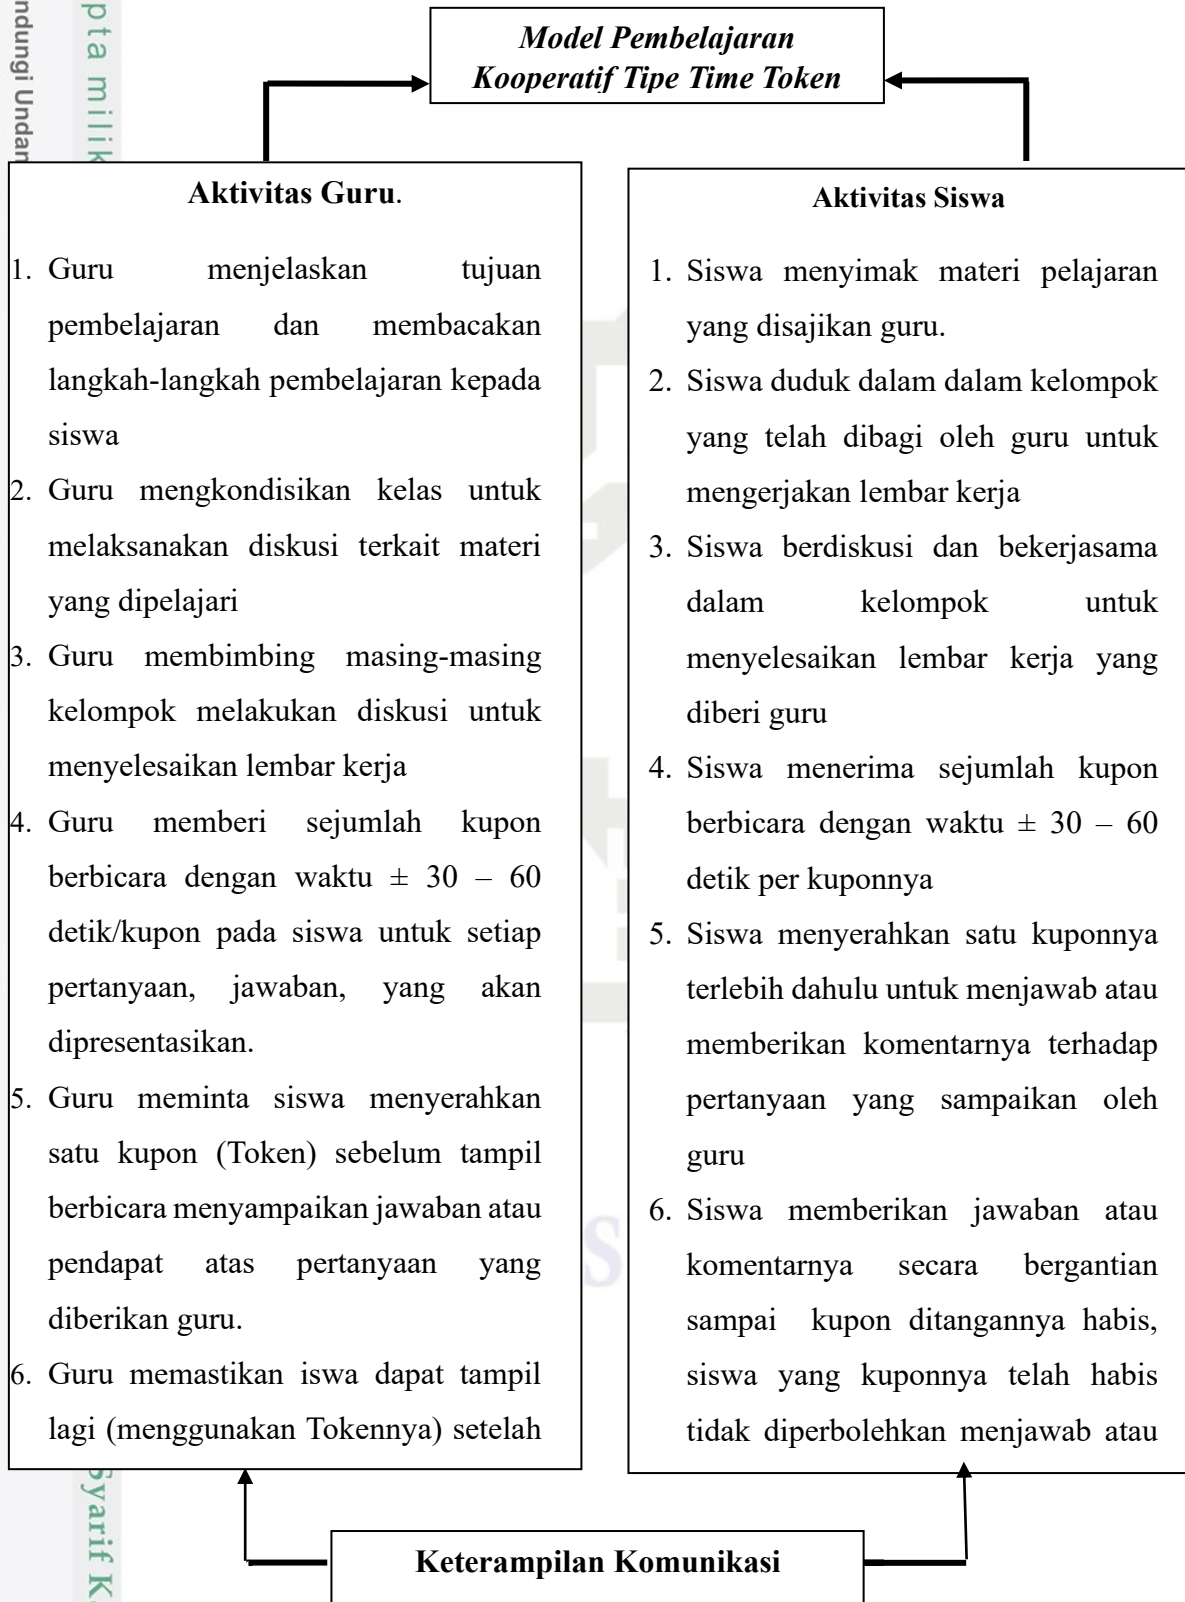 Model Pembelajaran
Kooperatif Tipe Time Token
Aktivitas Guru.
1. Guru menjelaskan tujuan
pembelajaran dan membacakan
langkah-langkah pembelajaran kepada
siswa
2. Guru mengkondisikan kelas untuk
melaksanakan diskusi terkait materi
yang dipelajari
3. Guru membimbing masing-masing
kelompok melakukan diskusi untuk
menyelesaikan lembar kerja
4. Guru memberi sejumlah kupon
berbicara dengan waktu ± 30 – 60
detik/kupon pada siswa untuk setiap
pertanyaan, jawaban, yang akan
dipresentasikan.
5. Guru meminta siswa menyerahkan
satu kupon (Token) sebelum tampil
berbicara menyampaikan jawaban atau
pendapat atas pertanyaan yang
diberikan guru.
6. Guru memastikan iswa dapat tampil
lagi (menggunakan Tokennya) setelah
Aktivitas Siswa
1. Siswa menyimak materi pelajaran
yang disajikan guru.
2. Siswa duduk dalam dalam kelompok
yang telah dibagi oleh guru untuk
mengerjakan lembar kerja
3. Siswa berdiskusi dan bekerjasama
dalam kelompok untuk
menyelesaikan lembar kerja yang
diberi guru
4. Siswa menerima sejumlah kupon
berbicara dengan waktu ± 30 – 60
detik per kuponnya
5. Siswa menyerahkan satu kuponnya
terlebih dahulu untuk menjawab atau
memberikan komentarnya terhadap
pertanyaan yang sampaikan oleh
guru
6. Siswa memberikan jawaban atau
komentarnya secara bergantian
sampai kupon ditangannya habis,
siswa yang kuponnya telah habis
tidak diperbolehkan menjawab atau
Keterampilan Komunikasi
ndungi Undan
pta milik
Syarif K
S